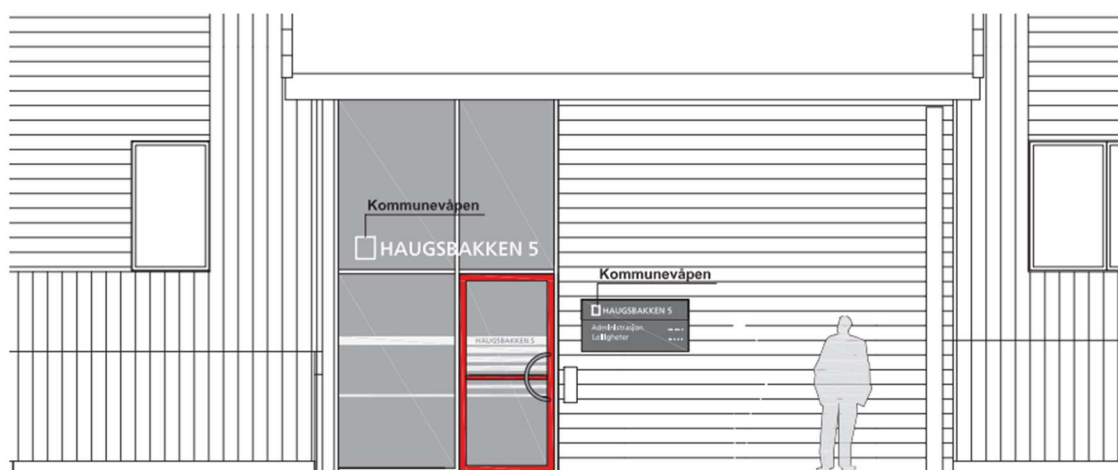 Kommunevåpen
HAUGSBAKKEN 5
Kommunevåpen
HAUGSBAKKEN 5
Administrasjon
Leiligheter
HAUGSBAKKEN 5